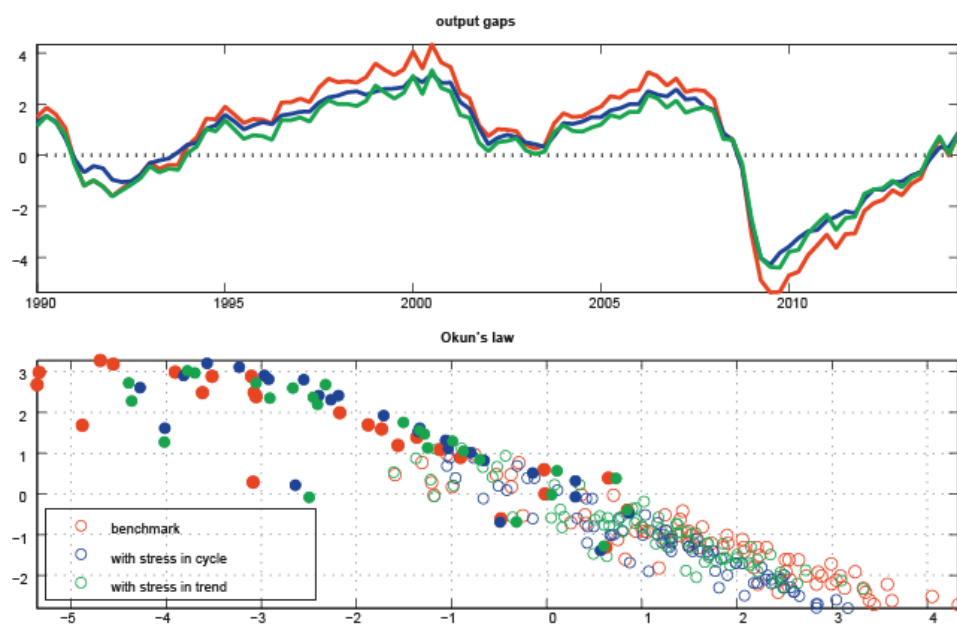 output gaps
4
2
0
−2
−4
1990 1995 2000 2005 2010
Okun's law
3
2
1
0
−1
−2
benchmark
with stress in cycle
with stress in trend
−5 −4 −3 −2 −1 0 1 2 3 4